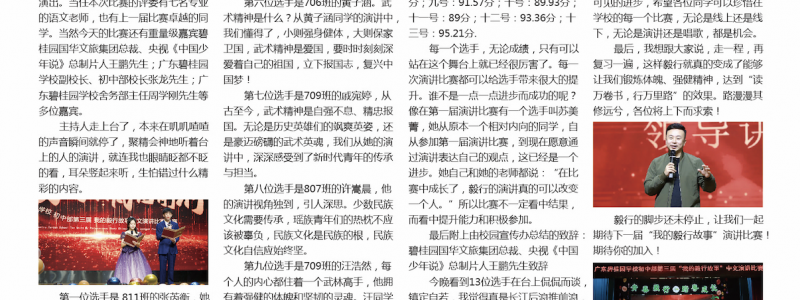 演出。当任本次比赛的评委有七名专业
的语文老师，也有上一届比赛卓越的同
学。当然今天的比赛还有重量级嘉宾碧
桂园国华文旅集团总裁、央视《中国少
年说》总制片人王鹏先生；广东碧桂园
学校副校长、初中部校长张龙先生；广
东碧桂园学校舍务部主任周学刚先生等
多位嘉宾。
主持人走上台了，本来在叽叽喳喳
的声音瞬间就停了，聚精会神地听着台
上的人的演讲，就连我也眼睛眨都不眨
的看，耳朵竖起来听，生怕错过什么精
彩的内容。
第一位选手是 811班的张芮衡，她
第六位选手是706班的黄子涵。武
术精神是什么？从黄子涵同学的演讲中，
我们懂得了，小则强身健体，大则保家
卫国，武术精神是爱国，要时时刻刻深
爱着自己的祖国，立下报国志，复兴中
国梦！
第七位选手是709班的戚琬婷，从
古至今，武术精神是自强不息、精忠报
国。无论是历史英雄们的飒爽英姿，还
是豪迈磅礴的武术英魂，我们从她的演
讲中，深深感受到了新时代青年的传承
与担当。
第八位选手是807班的许嵩晨，他
的演讲视角独到，引人深思。少数民族
文化需要传承，瑶族青年们的热枕不应
该被辜负，民族文化是民族的根，民族
文化自信应始终坚。
第九位选手是709班的汪浩然，每
个人的内心都住着一个武林高手，他拥
有着强健的体魄和坚韧的灵魂。汪同学
分；九号：91.57分；十号：89.93分；
十一号：89分；十二号：93.36分；十
三号：95.21分.
每一个选手，无论成绩，只有可以
站在这个舞台上就已经很厉害了。每一
次演讲比赛都可以给选手带来很大的提
升。谁不是一点一点进步而成功的呢？
像在第一届演讲比赛有一个选手叫苏美
菁，她从原本一个相对内向的同学，自
从参加第一届演讲比赛，到现在愿意通
过演讲表达自己的观点，这已经是一个
进步。她自己和她的老师都说：“在比
赛中成长了，毅行的演讲真的可以改变
一个人。”所以比赛不一定看中结果，
而看中提升能力和积极参加。
最后附上由校园宣传办总结的致辞：
碧桂园国华文旅集团总裁、央视《中国
少年说》总制片人王鹏先生致辞
今晚看到13位选手在台上侃侃而谈，
镇定自若，我觉得真是长江后浪推前浪
可见的进步，希望各位同学可以珍惜在
学校的每一个比赛，无论是线上还是线
下，无论是演讲还是唱歌，都是机会。
最后，我想跟大家说，走一程，再
复习一遍，这样毅行就真的变成了能够
让我们锻炼体魄、强健精神，达到“读
万卷书，行万里路”的效果。路漫漫其
修远兮，各位将上下而求索！
领导讲
毅行的脚步还未停止，让我们一起
期待下一届“我的毅行故事”演讲比赛！
期待你的加入！
广东碧桂园学校初中部第三届“我的毅行故事”中文演讲比赛